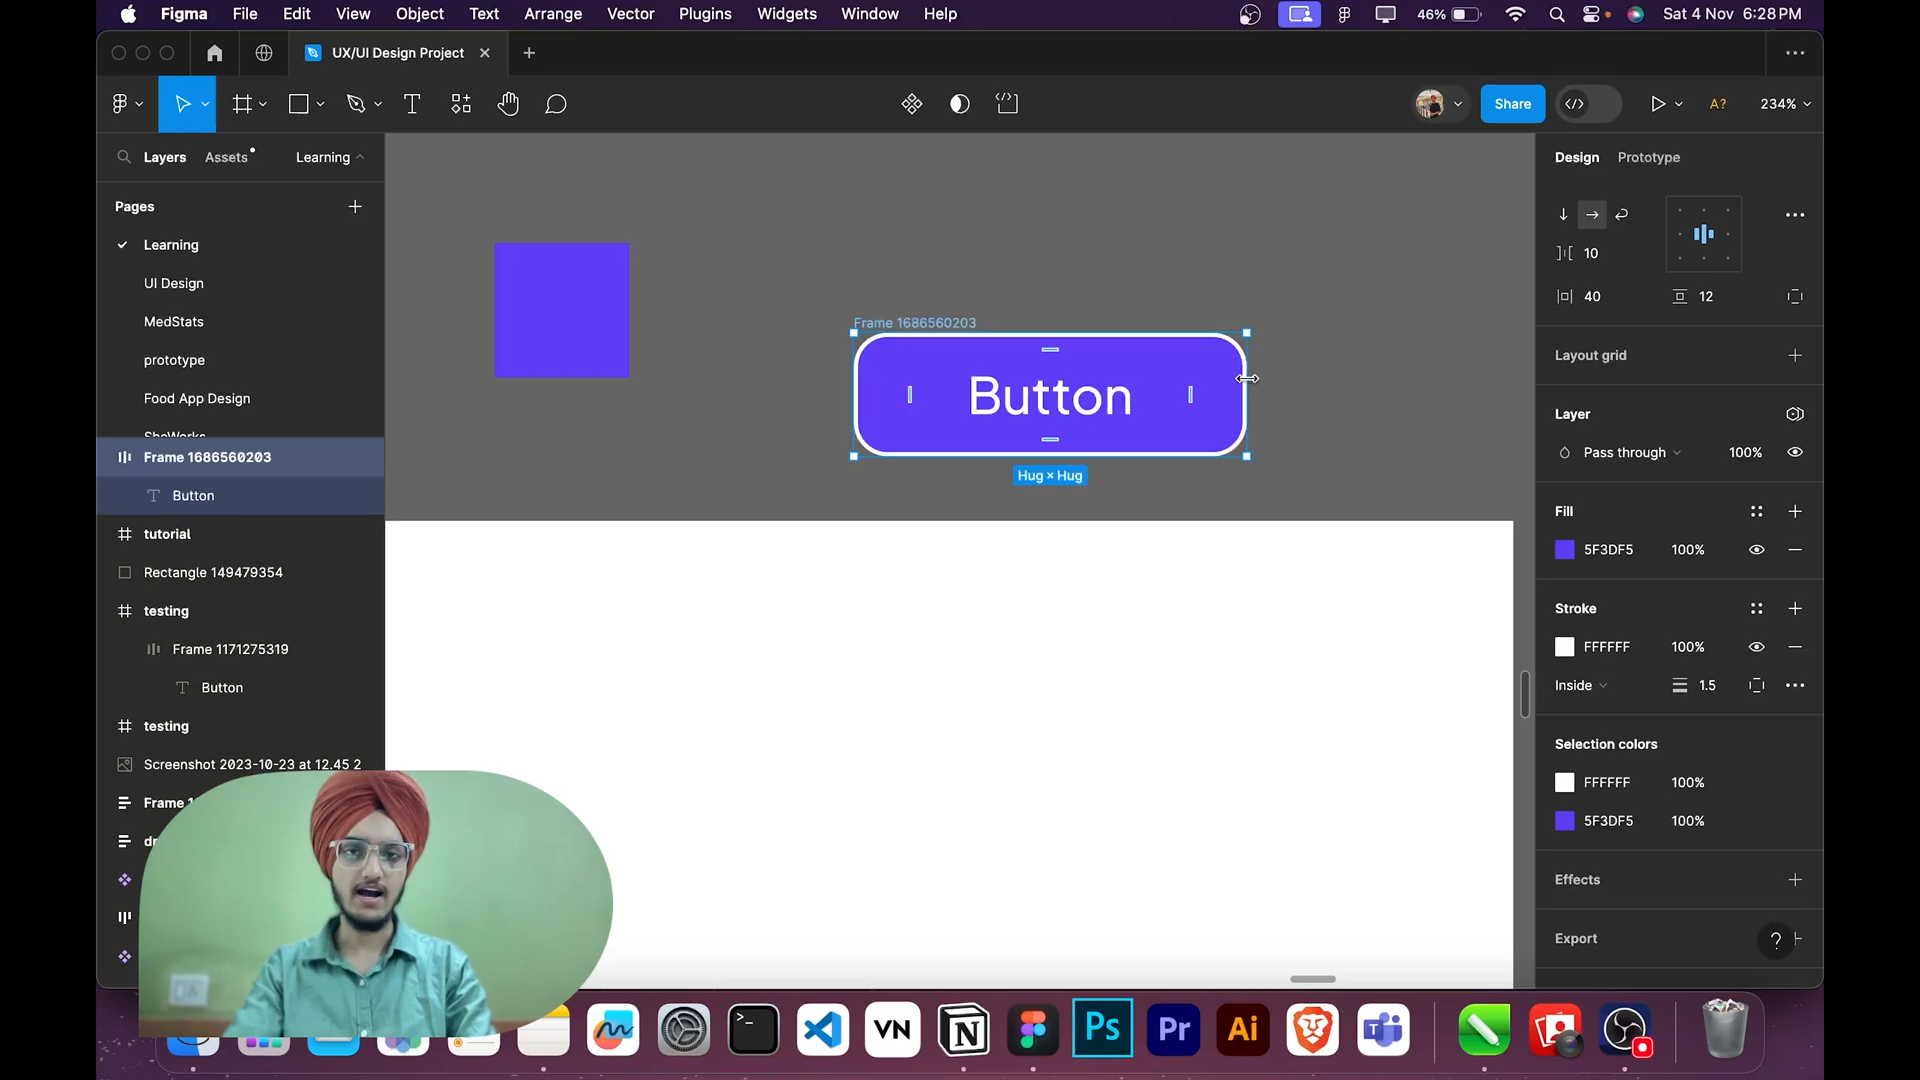 Figma File Edit View Object Text Arrange Vector Plugins Widgets Window Help 46% Sat 4 Nov 6:28 PM
UX/UI Design Project
Share A? 234%
Layers Assets Learning
Pages
Learning
UI Design
MedStats
prototype
Food App Design
Frame 1686560203
Button
tutorial
Rectangle 149479354
testing
Frame 1171275319
Button
testing
Screenshot 2023-10-23 at 12.45 2
Frame 1
Frame 1686560203
Button
Hug × Hug
Design Prototype
10
40 12
Layout grid
Layer
Pass through 100%
Fill
5F3DF5 100%
Stroke
FFFFFF 100%
Inside 1.5
Selection colors
FFFFFF 100%
5F3DF5 100%
Effects
Export
?
>_ VN N Ps Pr Ai T